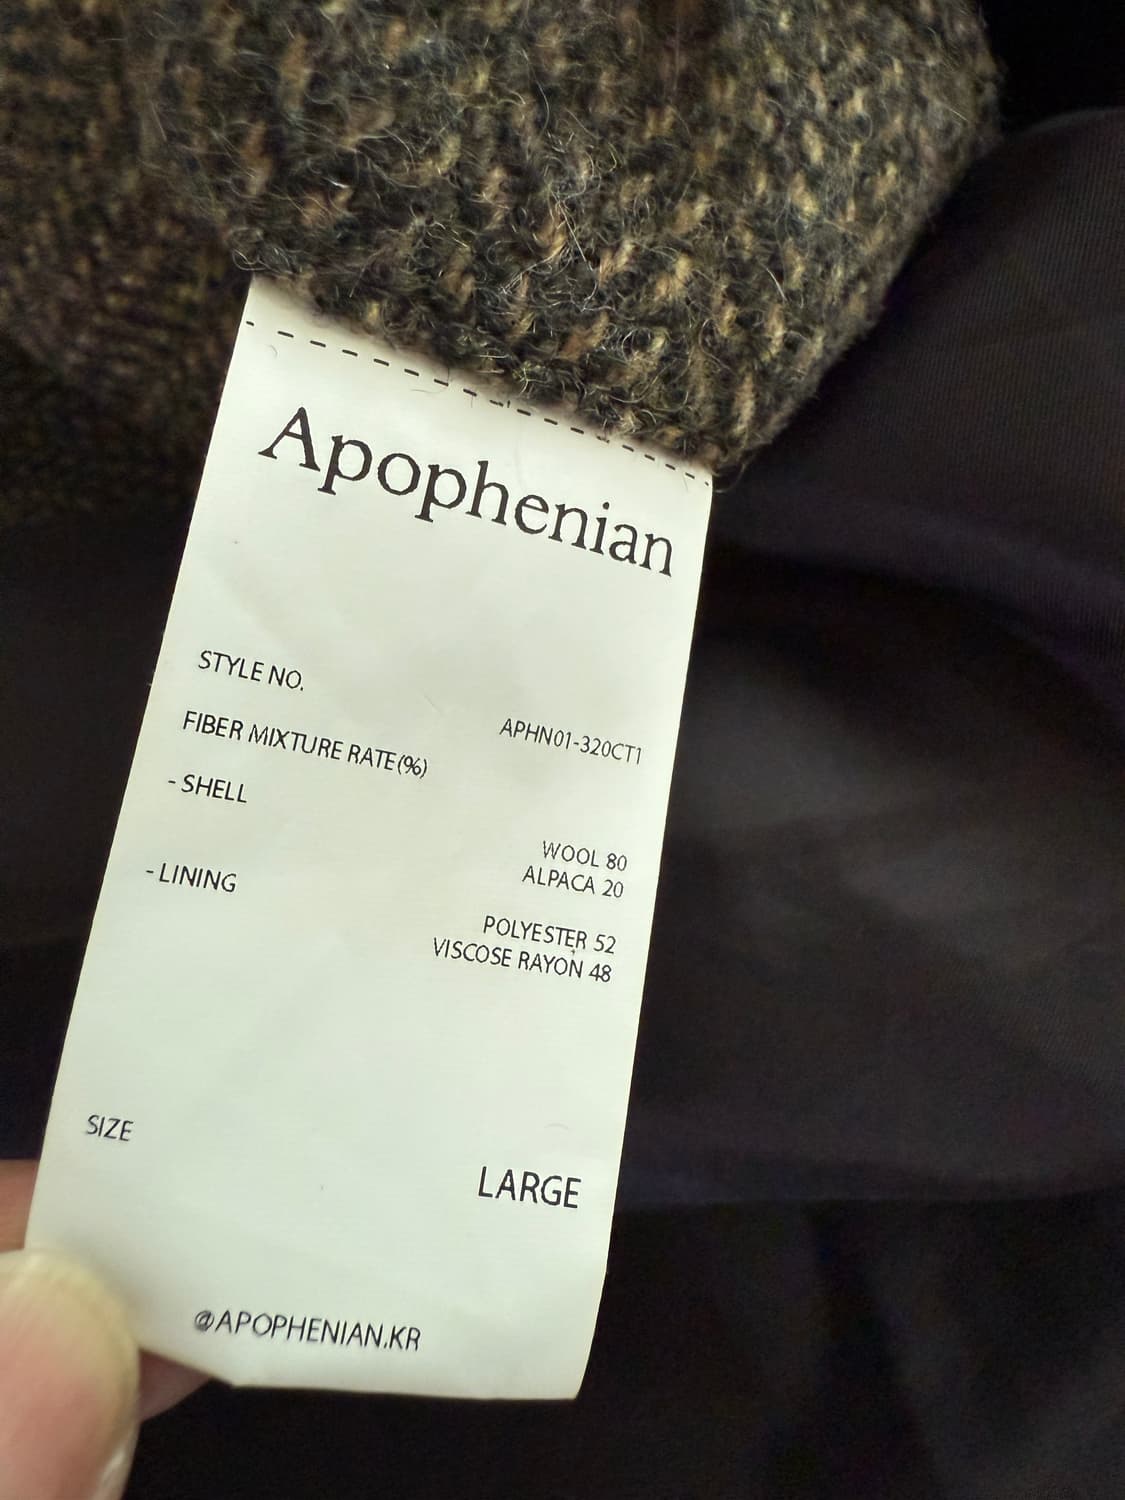 Apophenian
STYLE NO.
APHN01-320CT1
FIBER MIXTURE RATE(%)
- SHELL
WOOL 80
ALPACA 20
- LINING
POLYESTER 52
VISCOSE RAYON 48
SIZE
LARGE
@APOPHENIAN.KR